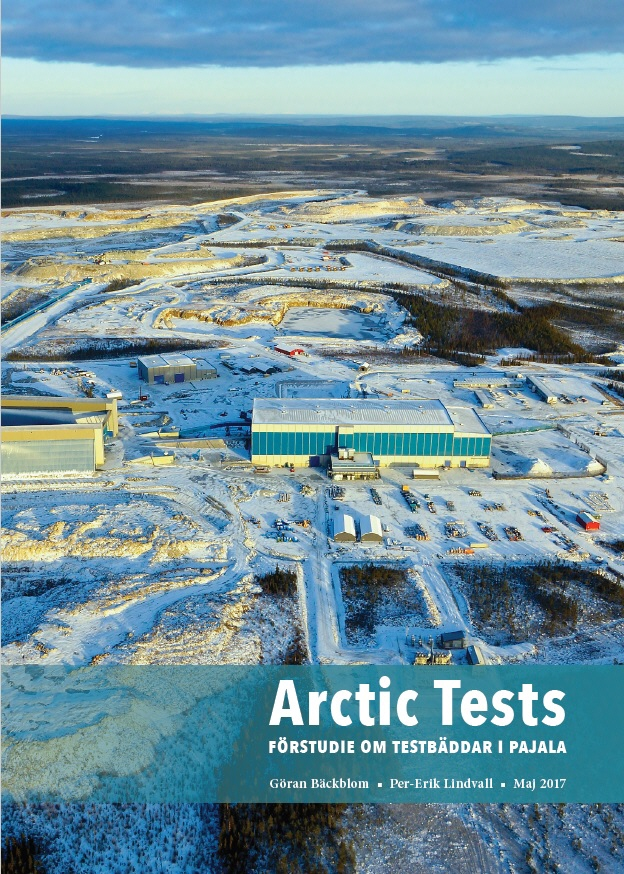 Arctic Tests
FÖRSTUDIE OM TESTBÄDDAR I PAJALA
Göran Bäckblom ▪ Per-Erik Lindvall ▪ Maj 2017